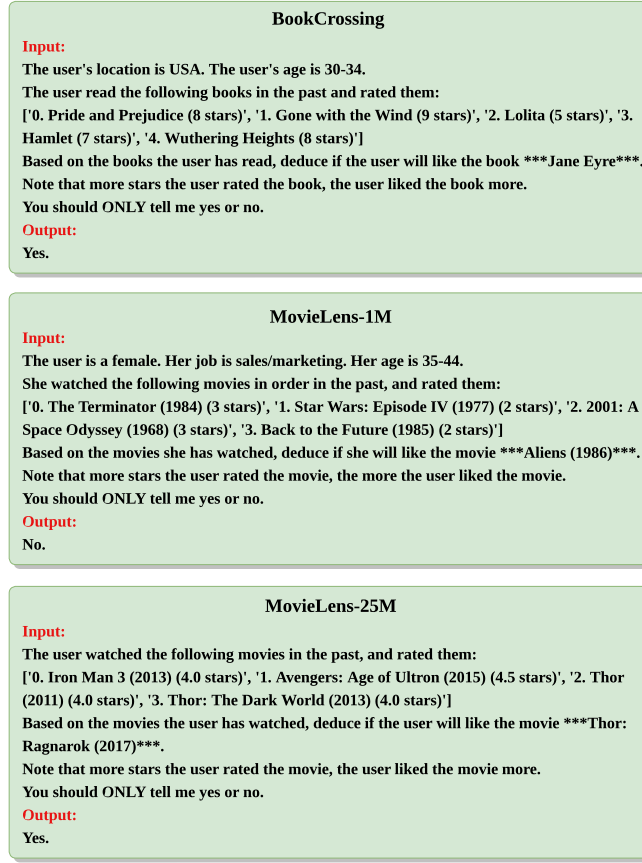 BookCrossing
Input:
The user's location is USA. The user's age is 30-34.
The user read the following books in the past and rated them:
['0. Pride and Prejudice (8 stars)', '1. Gone with the Wind (9 stars)', '2. Lolita (5 stars)', '3.
Hamlet (7 stars)', '4. Wuthering Heights (8 stars)']
Based on the books the user has read, deduce if the user will like the book ***Jane Eyre***.
Note that more stars the user rated the book, the user liked the book more.
You should ONLY tell me yes or no.
Output:
Yes.
MovieLens-1M
Input:
The user is a female. Her job is sales/marketing. Her age is 35-44.
She watched the following movies in order in the past, and rated them:
['0. The Terminator (1984) (3 stars)', '1. Star Wars: Episode IV (1977) (2 stars)', '2. 2001: A
Space Odyssey (1968) (3 stars)', '3. Back to the Future (1985) (2 stars)']
Based on the movies she has watched, deduce if she will like the movie ***Aliens (1986)***.
Note that more stars the user rated the movie, the more the user liked the movie.
You should ONLY tell me yes or no.
Output:
No.
MovieLens-25M
Input:
The user watched the following movies in the past, and rated them:
['0. Iron Man 3 (2013) (4.0 stars)', '1. Avengers: Age of Ultron (2015) (4.5 stars)', '2. Thor
(2011) (4.0 stars)', '3. Thor: The Dark World (2013) (4.0 stars)']
Based on the movies the user has watched, deduce if the user will like the movie ***Thor:
Ragnarok (2017)***.
Note that more stars the user rated the movie, the user liked the movie more.
You should ONLY tell me yes or no.
Output:
Yes.